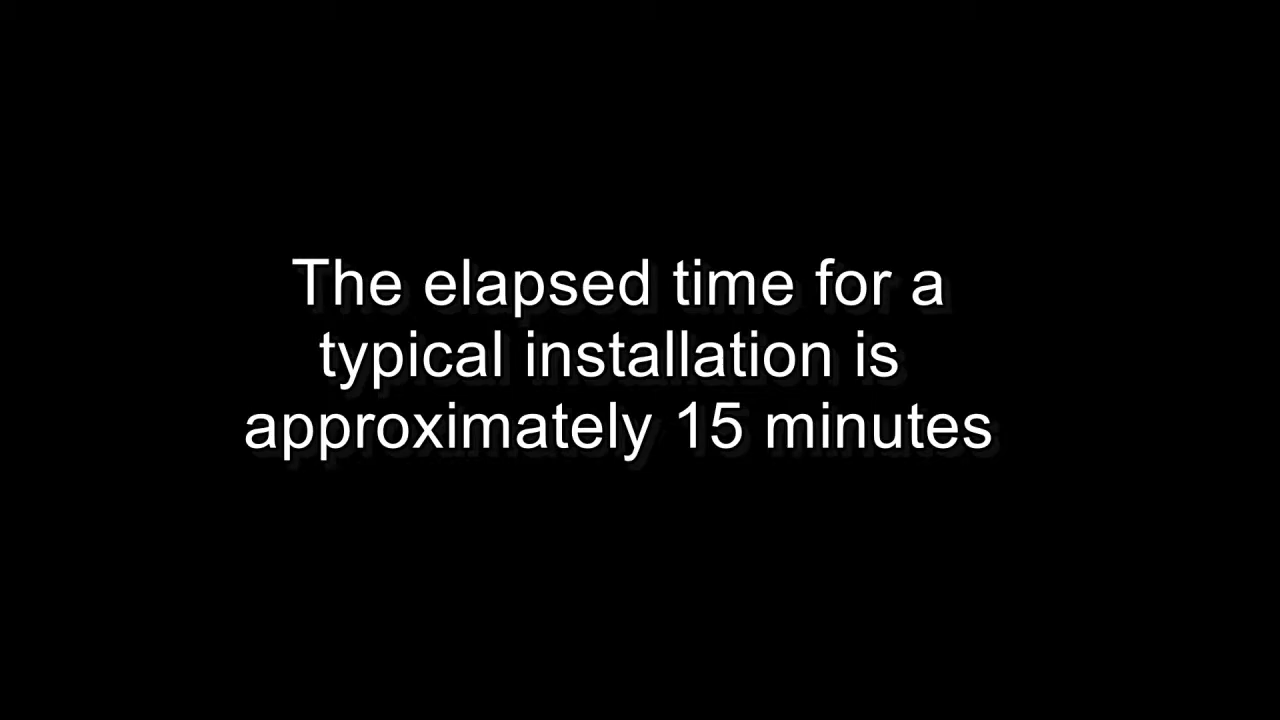 The elapsed time for a
typical installation is
approximately 15 minutes